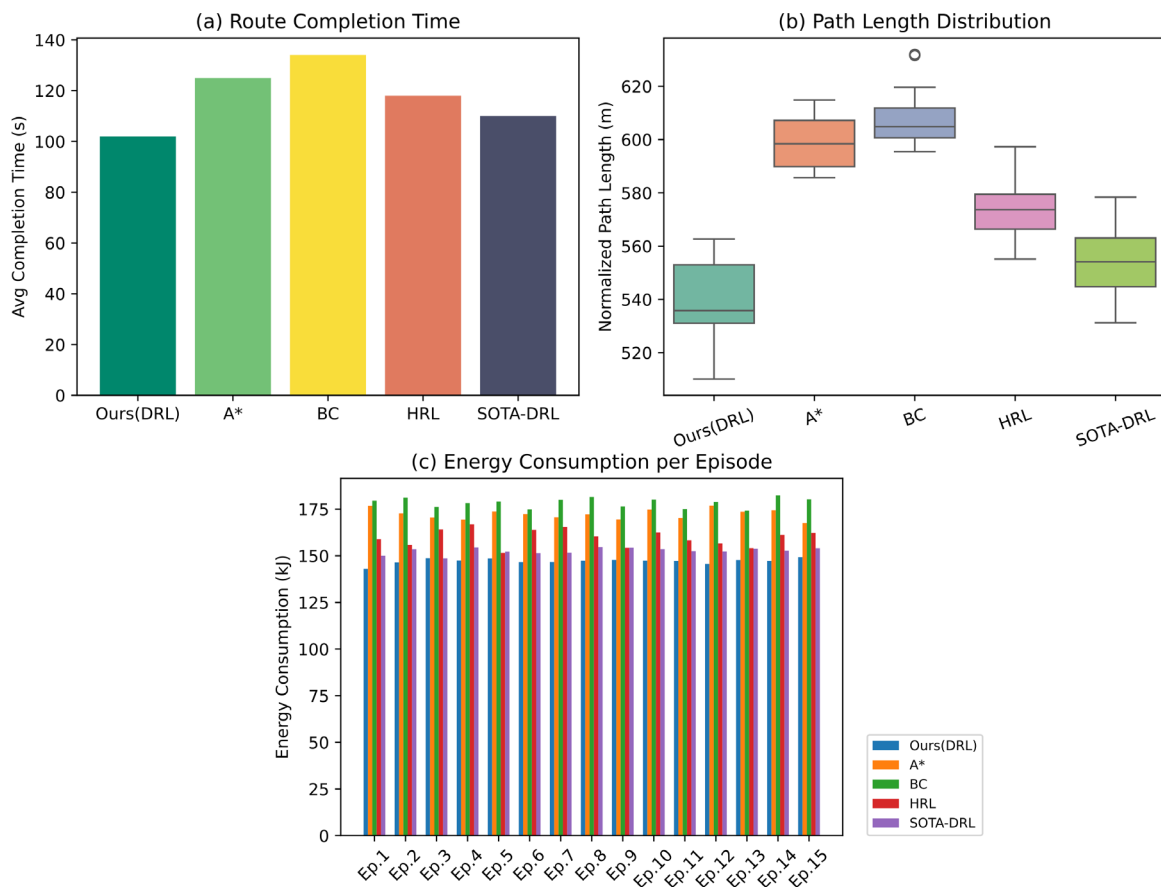 (a) Route Completion Time
Avg Completion Time (s)
140
120
100
80
60
40
20
0
Ours(DRL) A* BC HRL SOTA-DRL
(b) Path Length Distribution
Normalized Path Length (m)
620
600
580
560
540
520
Ours(DRL) A* BC HRL SOTA-DRL
(c) Energy Consumption per Episode
Energy Consumption (kJ)
175
150
125
100
75
50
25
0
Ep.1 Ep.2 Ep.3 Ep.4 Ep.5 Ep.6 Ep.7 Ep.8 Ep.9 Ep.10 Ep.11 Ep.12 Ep.13 Ep.14 Ep.15
Ours(DRL)
A*
BC
HRL
SOTA-DRL